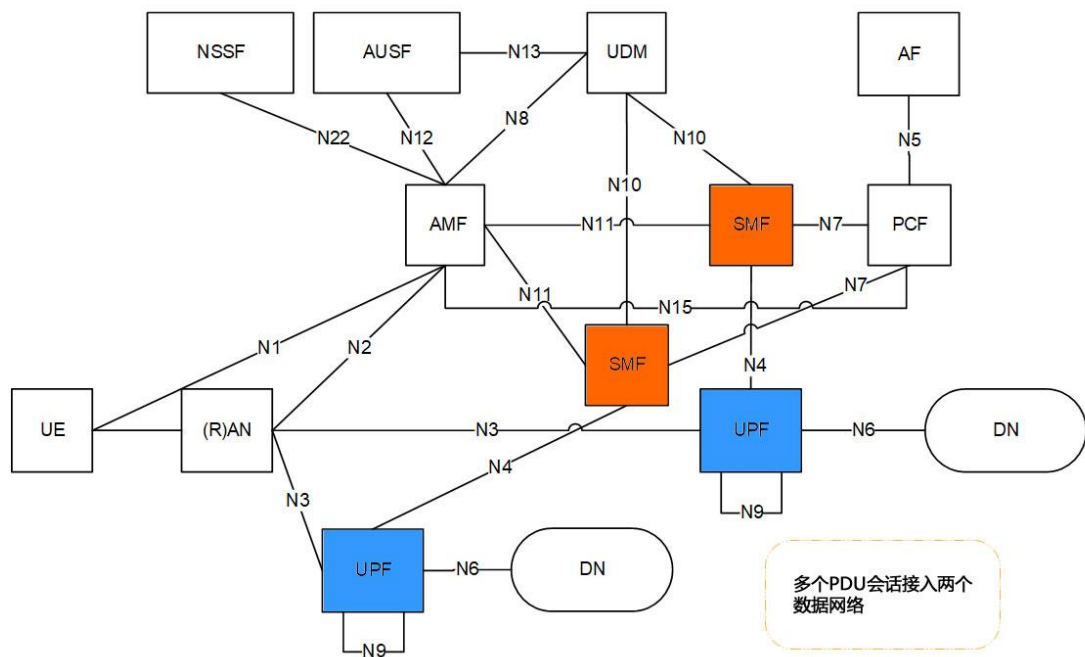 NSSF
AUSF
N13
UDM
AF
N22
N12
N8
N10
N5
N10
AMF
N11
SMF
N7
PCF
N11
N15
N7
N1
N2
SMF
N4
UE
(R)AN
N3
UPF
N6
DN
N4
N3
N9
UPF
N6
DN
N9
多个PDU会话接入两个
数据网络